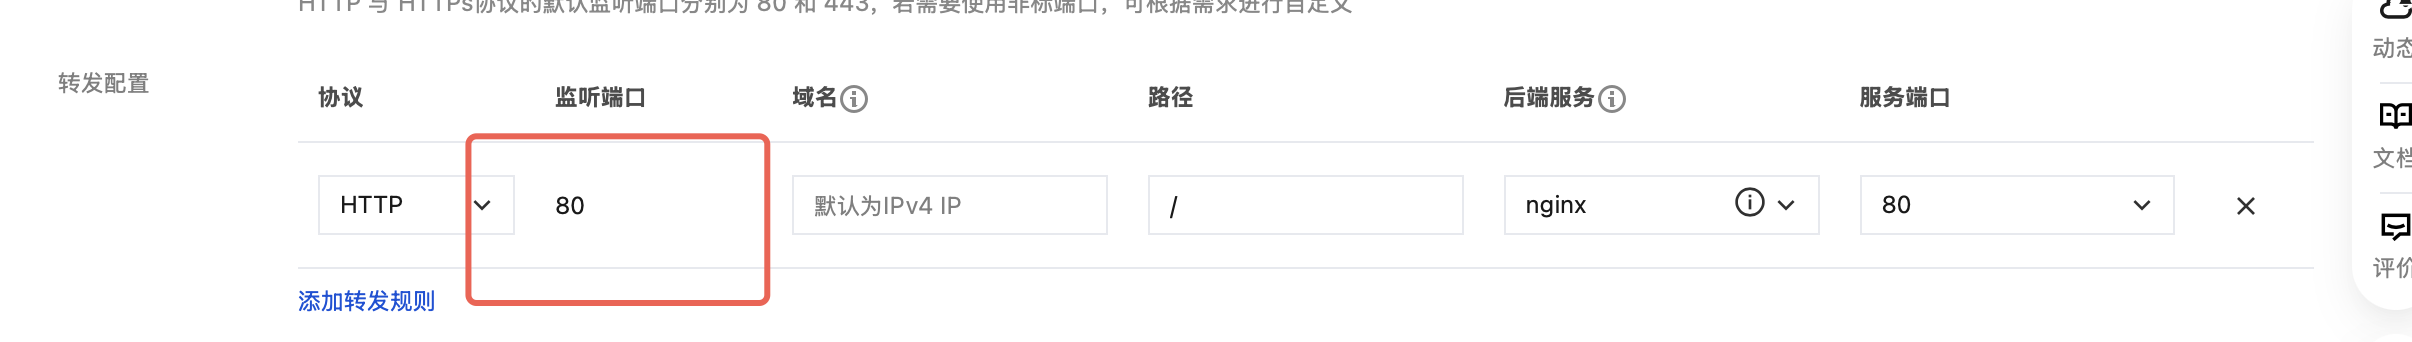 HTTP 与 HTTPs协议的默认监听端口分别为 80 和 443，若需要使用非标端口，可根据需求进行自定义
转发配置
协议 监听端口 域名 路径 后端服务 服务端口
HTTP 80 默认为IPv4 IP / nginx 80
添加转发规则
动态
文档
评价